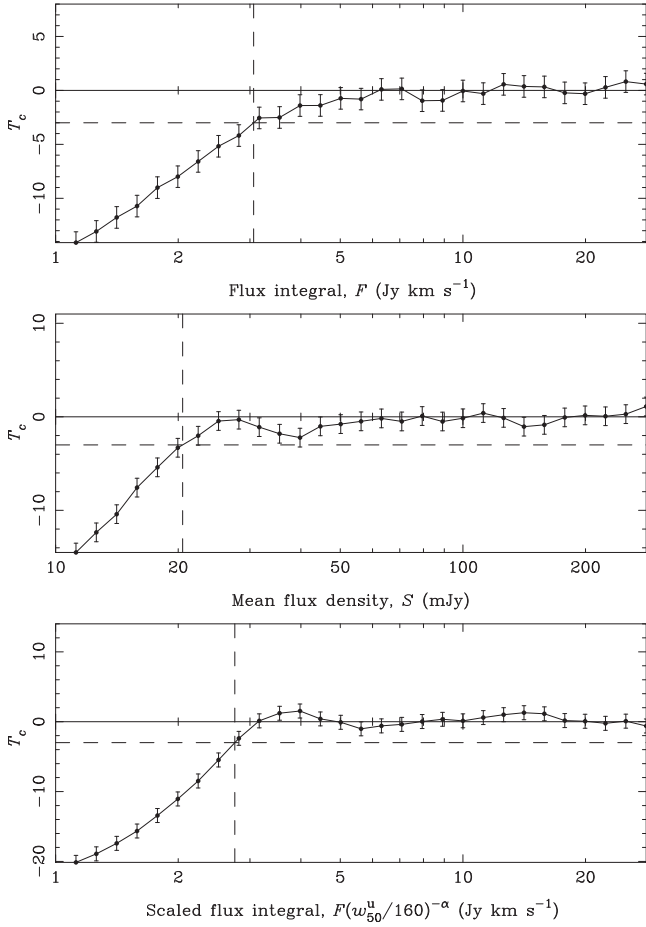 5
0
−5
−10
T_c
1 2 5 10 20
Flux integral, F (Jy km s⁻¹)
10
0
−10
T_c
10 20 50 100 200
Mean flux density, S (mJy)
10
0
−10
−20
T_c
1 2 5 10 20
Scaled flux integral, F(w₅₀ᵘ/160)⁻ᵅ (Jy km s⁻¹)